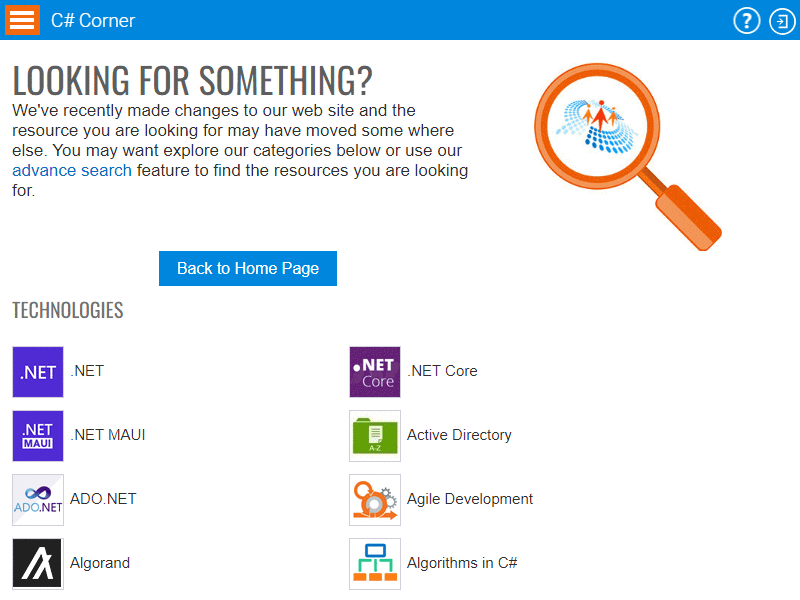 C# Corner
?
LOOKING FOR SOMETHING?
We've recently made changes to our web site and the
resource you are looking for may have moved some where
else. You may want explore our categories below or use our
advance search feature to find the resources you are looking
for.
Back to Home Page
TECHNOLOGIES
.NET .NET
.NET Core .NET Core
.NET MAUI .NET MAUI
A-Z Active Directory
ADO.NET ADO.NET
Agile Development
Algorand
Algorithms in C#